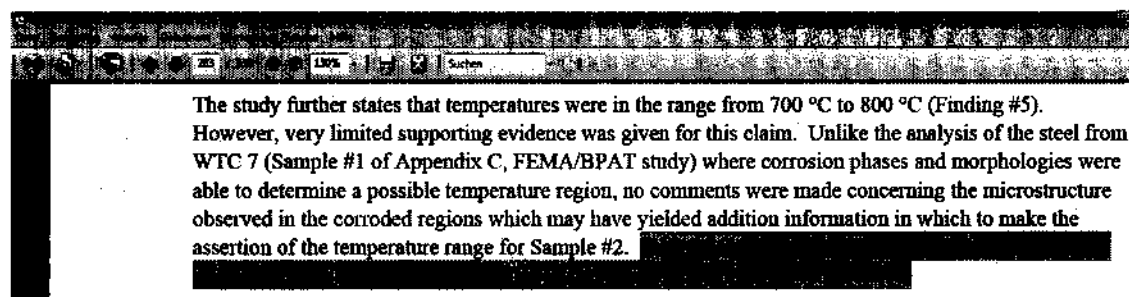 203
130%
Suchen
The study further states that temperatures were in the range from 700 °C to 800 °C (Finding #5).
However, very limited supporting evidence was given for this claim. Unlike the analysis of the steel from
WTC 7 (Sample #1 of Appendix C, FEMA/BPAT study) where corrosion phases and morphologies were
able to determine a possible temperature region, no comments were made concerning the microstructure
observed in the corroded regions which may have yielded addition information in which to make the
assertion of the temperature range for Sample #2.